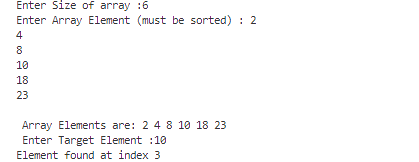 Enter Size of array :6
Enter Array Element (must be sorted) : 2
4
8
10
18
23
Array Elements are: 2 4 8 10 18 23
Enter Target Element :10
Element found at index 3